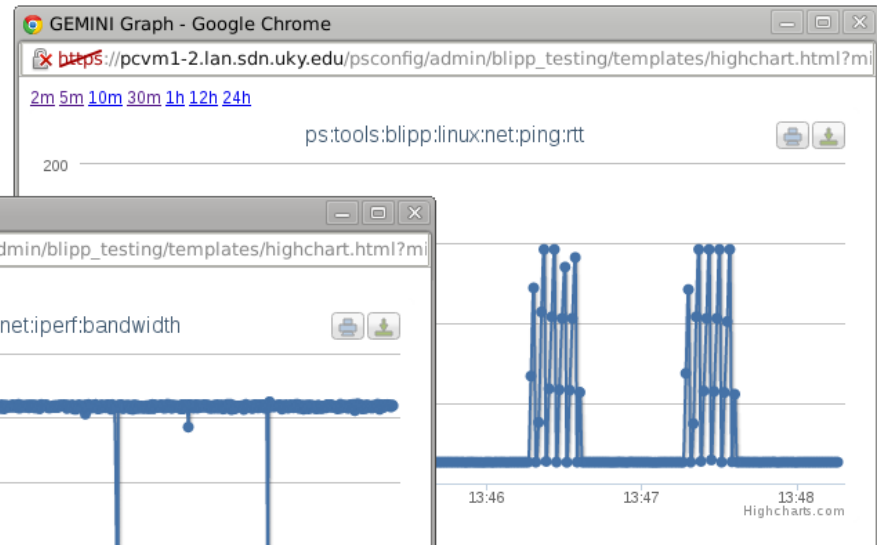 GEMINI Graph - Google Chrome
https://pcvm1-2.lan.sdn.uky.edu/psconfig/admin/blipp_testing/templates/highchart.html?mi
2m 5m 10m 30m 1h 12h 24h
ps:tools:blipp:linux:net:ping:rtt
200
dmin/blipp_testing/templates/highchart.html?mi
net:iperf:bandwidth
13:46 13:47 13:48
Highcharts.com